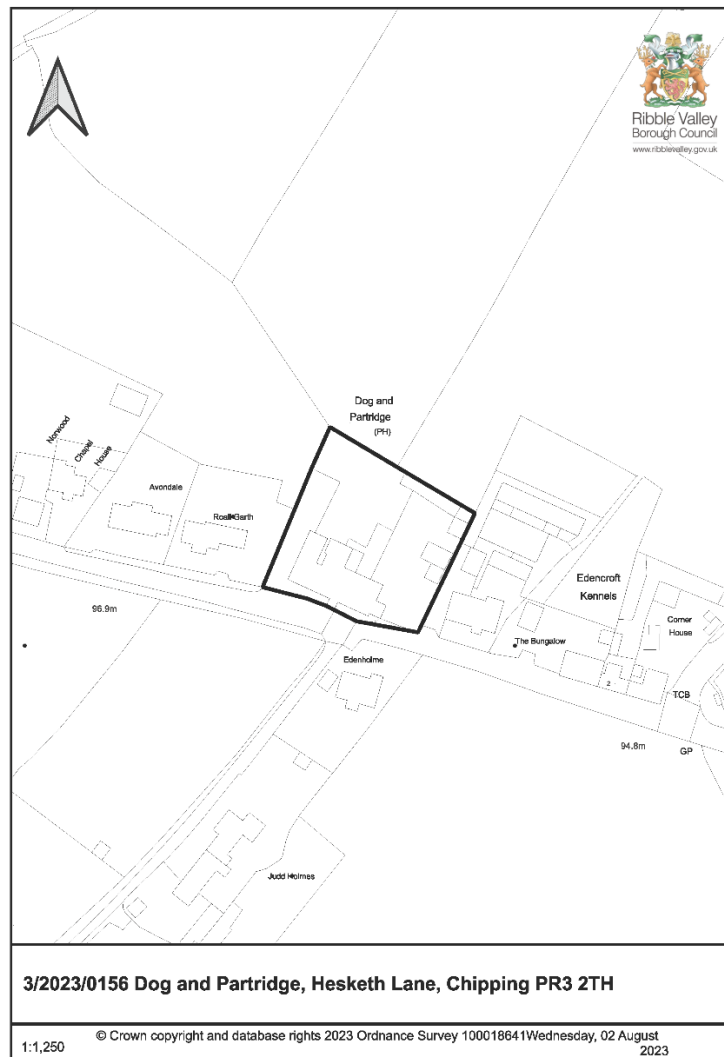 Ribble Valley
Borough Council
www.ribblevalley.gov.uk
Dog and
Partridge
(PH)
Norwood
Chapel
House
Avondale
Roall Garth
Edencroft
Kennels
Corner
House
96.9m
The Bungalow
Edenholme
2
TCB
94.8m
GP
Judd Holmes
3/2023/0156 Dog and Partridge, Hesketh Lane, Chipping PR3 2TH
1:1,250
© Crown copyright and database rights 2023 Ordnance Survey 100018641Wednesday, 02 August
2023